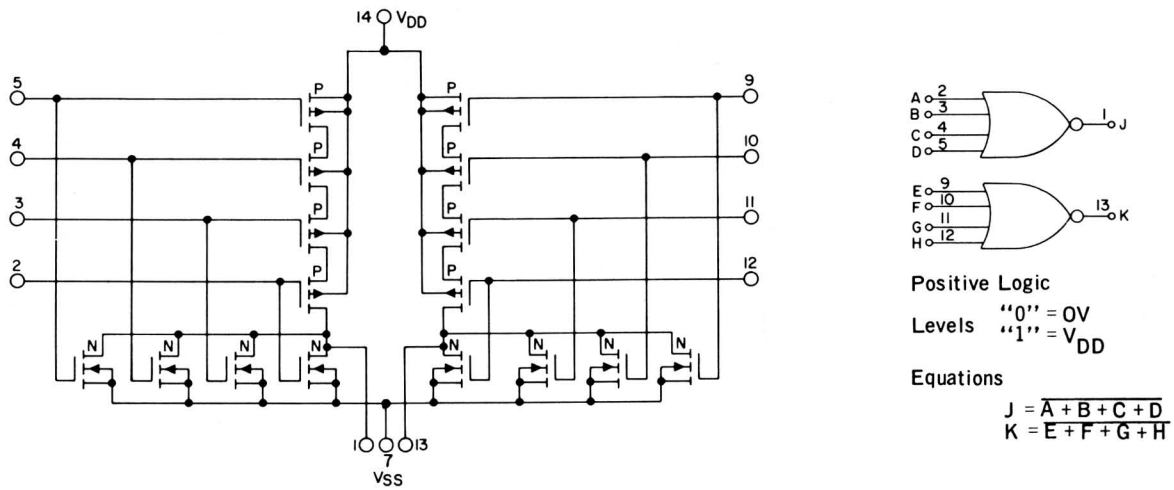 14 VDD
5
4
3
2
P
P
P
P
P
P
P
P
9
10
11
12
N N N N N N N N
1 7 13
VSS
A 2
B 3
C 4
D 5
1 J
E 9
F 10
G 11
H 12
13 K
Positive Logic
Levels "0" = 0V
"1" = VDD
Equations
J = A + B + C + D
K = E + F + G + H